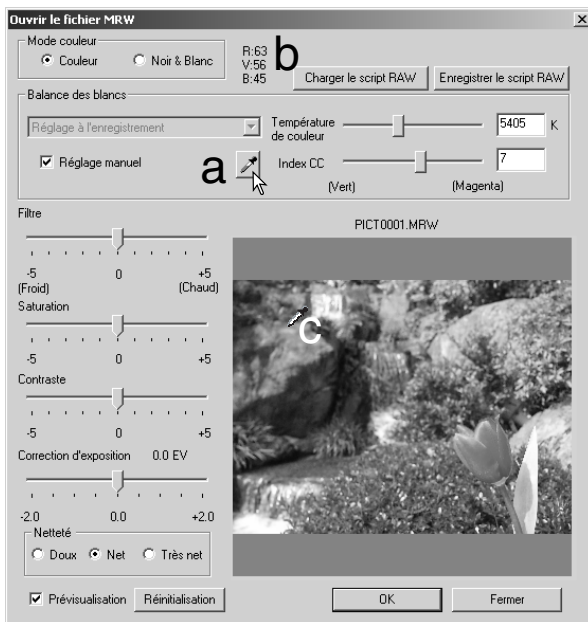 Ouvrir le fichier MRW
Mode couleur
Couleur Noir & Blanc
R:63
V:56
B:45
b
Charger le script RAW Enregistrer le script RAW
Balance des blancs
Réglage à l'enregistrement
Température
de couleur
5405 K
Réglage manuel
a
Index CC
7
(Vert) (Magenta)
Filtre
-5 0 +5
(Froid) (Chaud)
Saturation
-5 0 +5
Contraste
-5 0 +5
Correction d'exposition 0.0 EV
-2.0 0.0 +2.0
Netteté
Doux Net Très net
PICT0001.MRW
c
Prévisualisation Réinitialisation OK Fermer